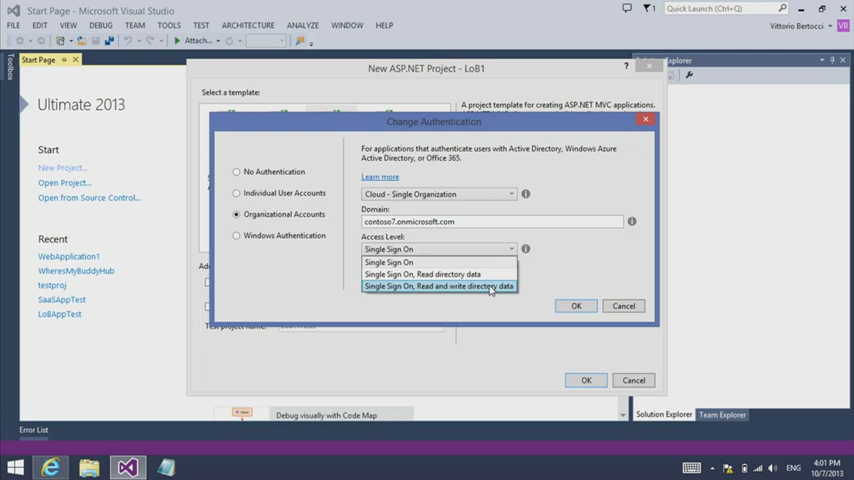 Start Page - Microsoft Visual Studio
1
Quick Launch (Ctrl+Q)
FILE EDIT VIEW DEBUG TEAM TOOLS TEST ARCHITECTURE ANALYZE WINDOW HELP
Vittorio Bertocci VB
Attach...
Toolbox
Start Page
Solution Explorer
New ASP.NET Project - LoB1
?
Select a template:
A project template for creating ASP.NET MVC applications.
Ultimate 2013
Start
New Project...
Open Project...
Open from Source Control...
Recent
WebApplication1
WheresMyBuddyHub
testproj
SaaSAppTest
LoBAppTest
Change Authentication
No Authentication
Individual User Accounts
Organizational Accounts
Windows Authentication
For applications that authenticate users with Active Directory, Windows Azure
Active Directory, or Office 365.
Learn more
Cloud - Single Organization
Domain:
contoso7.onmicrosoft.com
Access Level:
Single Sign On
Single Sign On
Single Sign On, Read directory data
Single Sign On, Read and write directory data
OK Cancel
Test project name:
OK Cancel
Debug visually with Code Map
Solution Explorer Team Explorer
Error List
ENG
4:01 PM
10/7/2013